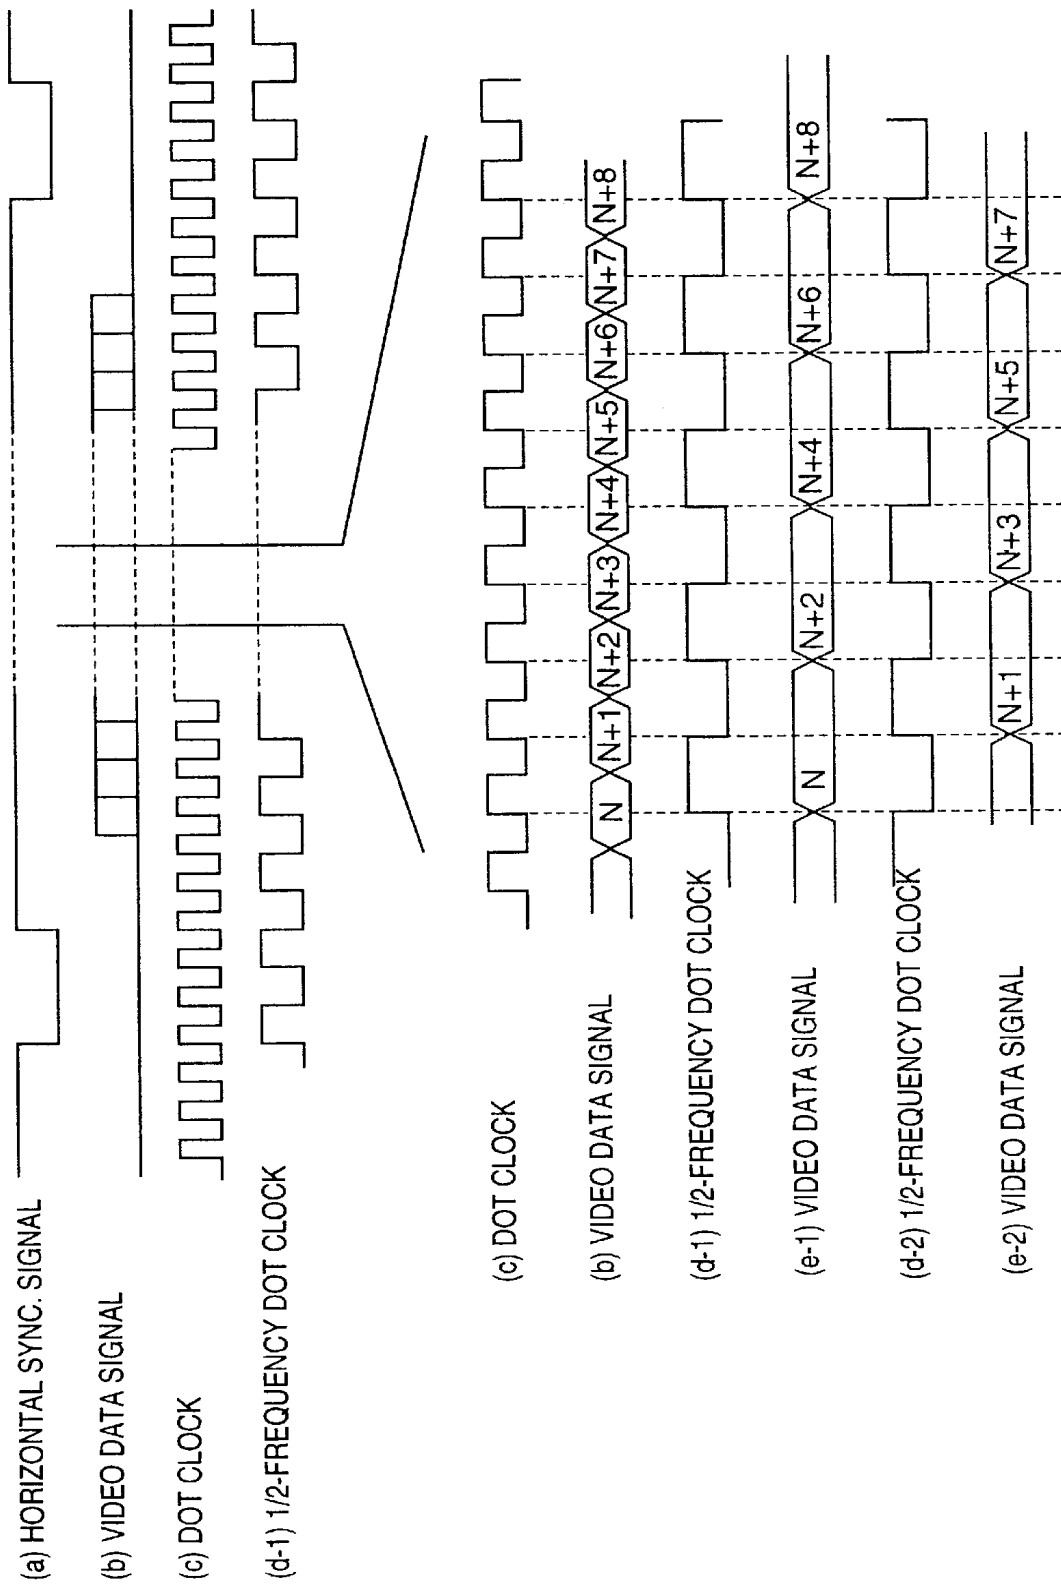 (a) HORIZONTAL SYNC. SIGNAL
(b) VIDEO DATA SIGNAL
(c) DOT CLOCK
(d-1) 1/2-FREQUENCY DOT CLOCK
(c) DOT CLOCK
(b) VIDEO DATA SIGNAL N N+1 N+2 N+3 N+4 N+5 N+6 N+7 N+8
(d-1) 1/2-FREQUENCY DOT CLOCK
(e-1) VIDEO DATA SIGNAL N N+2 N+4 N+6 N+8
(d-2) 1/2-FREQUENCY DOT CLOCK
(e-2) VIDEO DATA SIGNAL N+1 N+3 N+5 N+7